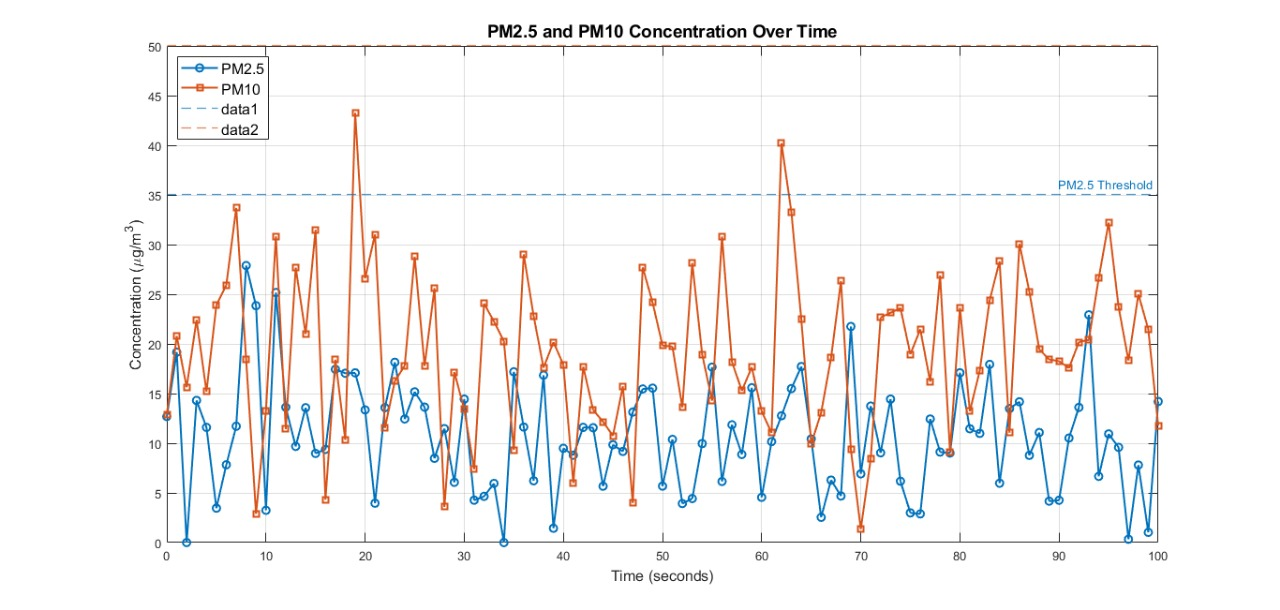 PM2.5 and PM10 Concentration Over Time
50
45
40
35
30
25
20
15
10
5
0
Concentration (μg/m³)
PM2.5
PM10
data1
data2
PM2.5 Threshold
0 10 20 30 40 50 60 70 80 90 100
Time (seconds)